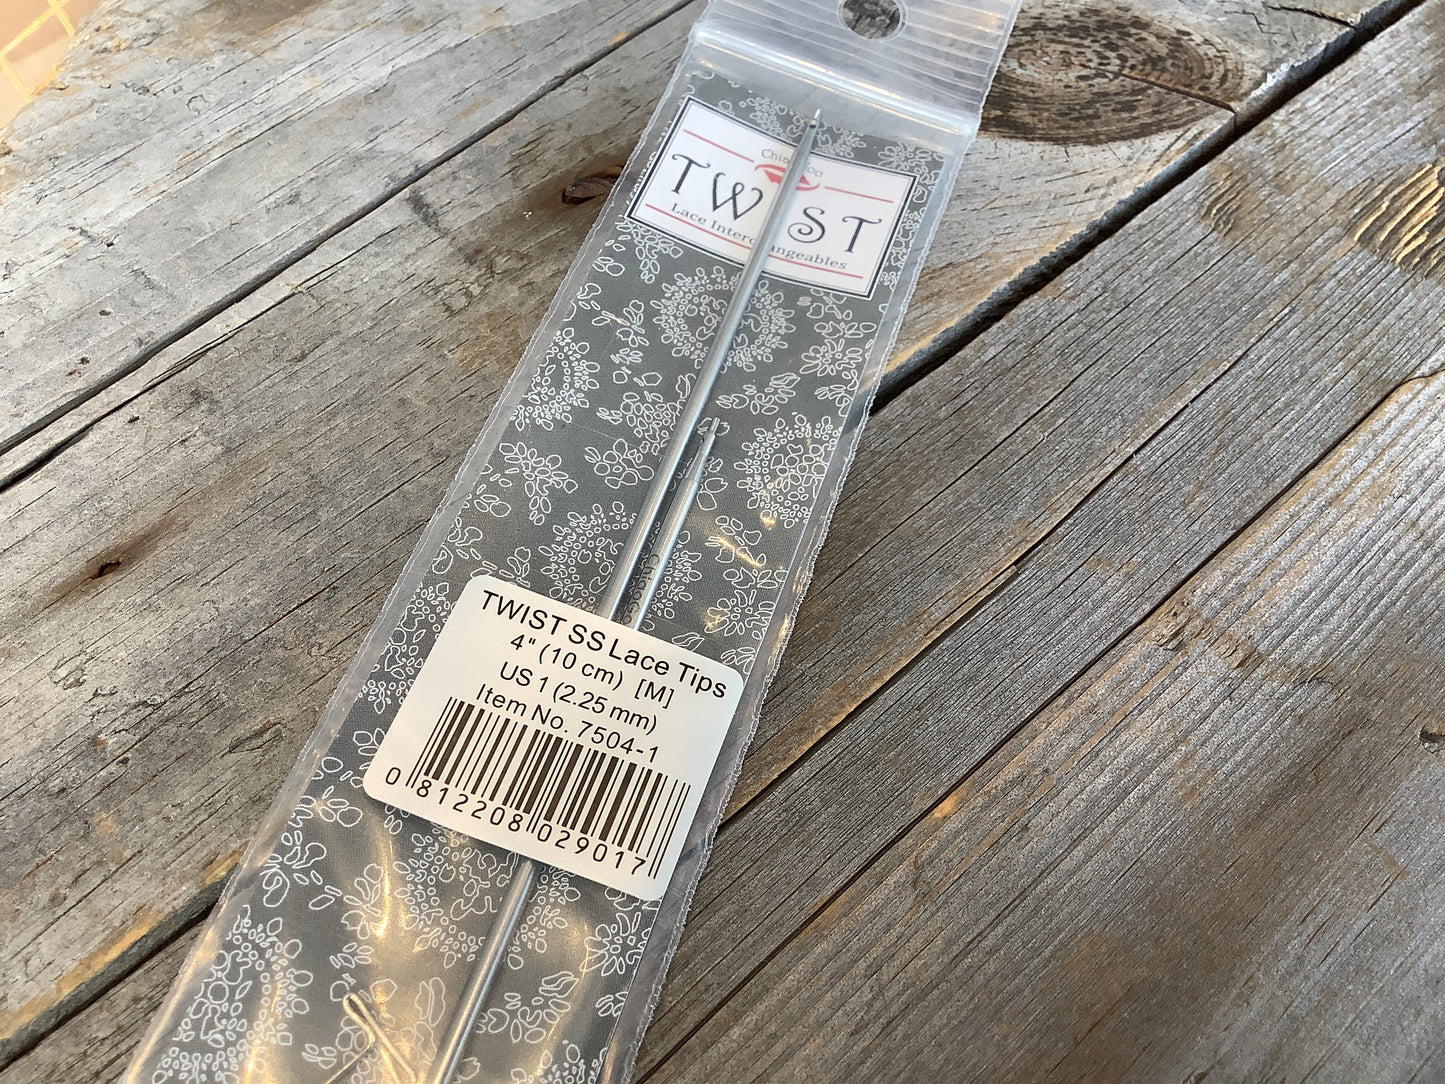 TWIST
Lace Interchangeables
TWIST SS Lace Tips
4" (10 cm) [M]
US 1 (2.25 mm)
Item No. 7504-1
0 812208 029017